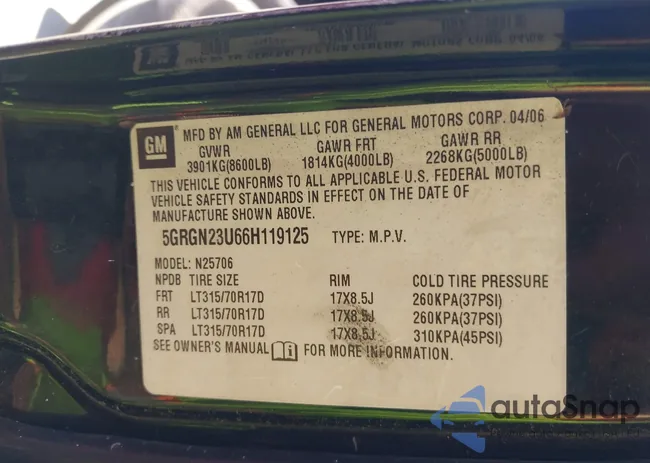 GM
MFD BY AM GENERAL LLC FOR GENERAL MOTORS CORP. 04/06
GVWR GAWR FRT GAWR RR
3901KG(8600LB) 1814KG(4000LB) 2268KG(5000LB)
THIS VEHICLE CONFORMS TO ALL APPLICABLE U.S. FEDERAL MOTOR
VEHICLE SAFETY STANDARDS IN EFFECT ON THE DATE OF
MANUFACTURE SHOWN ABOVE.
5GRGN23U66H119125 TYPE: M.P.V.
MODEL: N25706
NPDB TIRE SIZE RIM COLD TIRE PRESSURE
FRT LT315/70R17D 17X8.5J 260KPA(37PSI)
RR LT315/70R17D 17X8.5J 260KPA(37PSI)
SPA LT315/70R17D 17X8.5J 310KPA(45PSI)
SEE OWNER'S MANUAL FOR MORE INFORMATION.
autoSnap